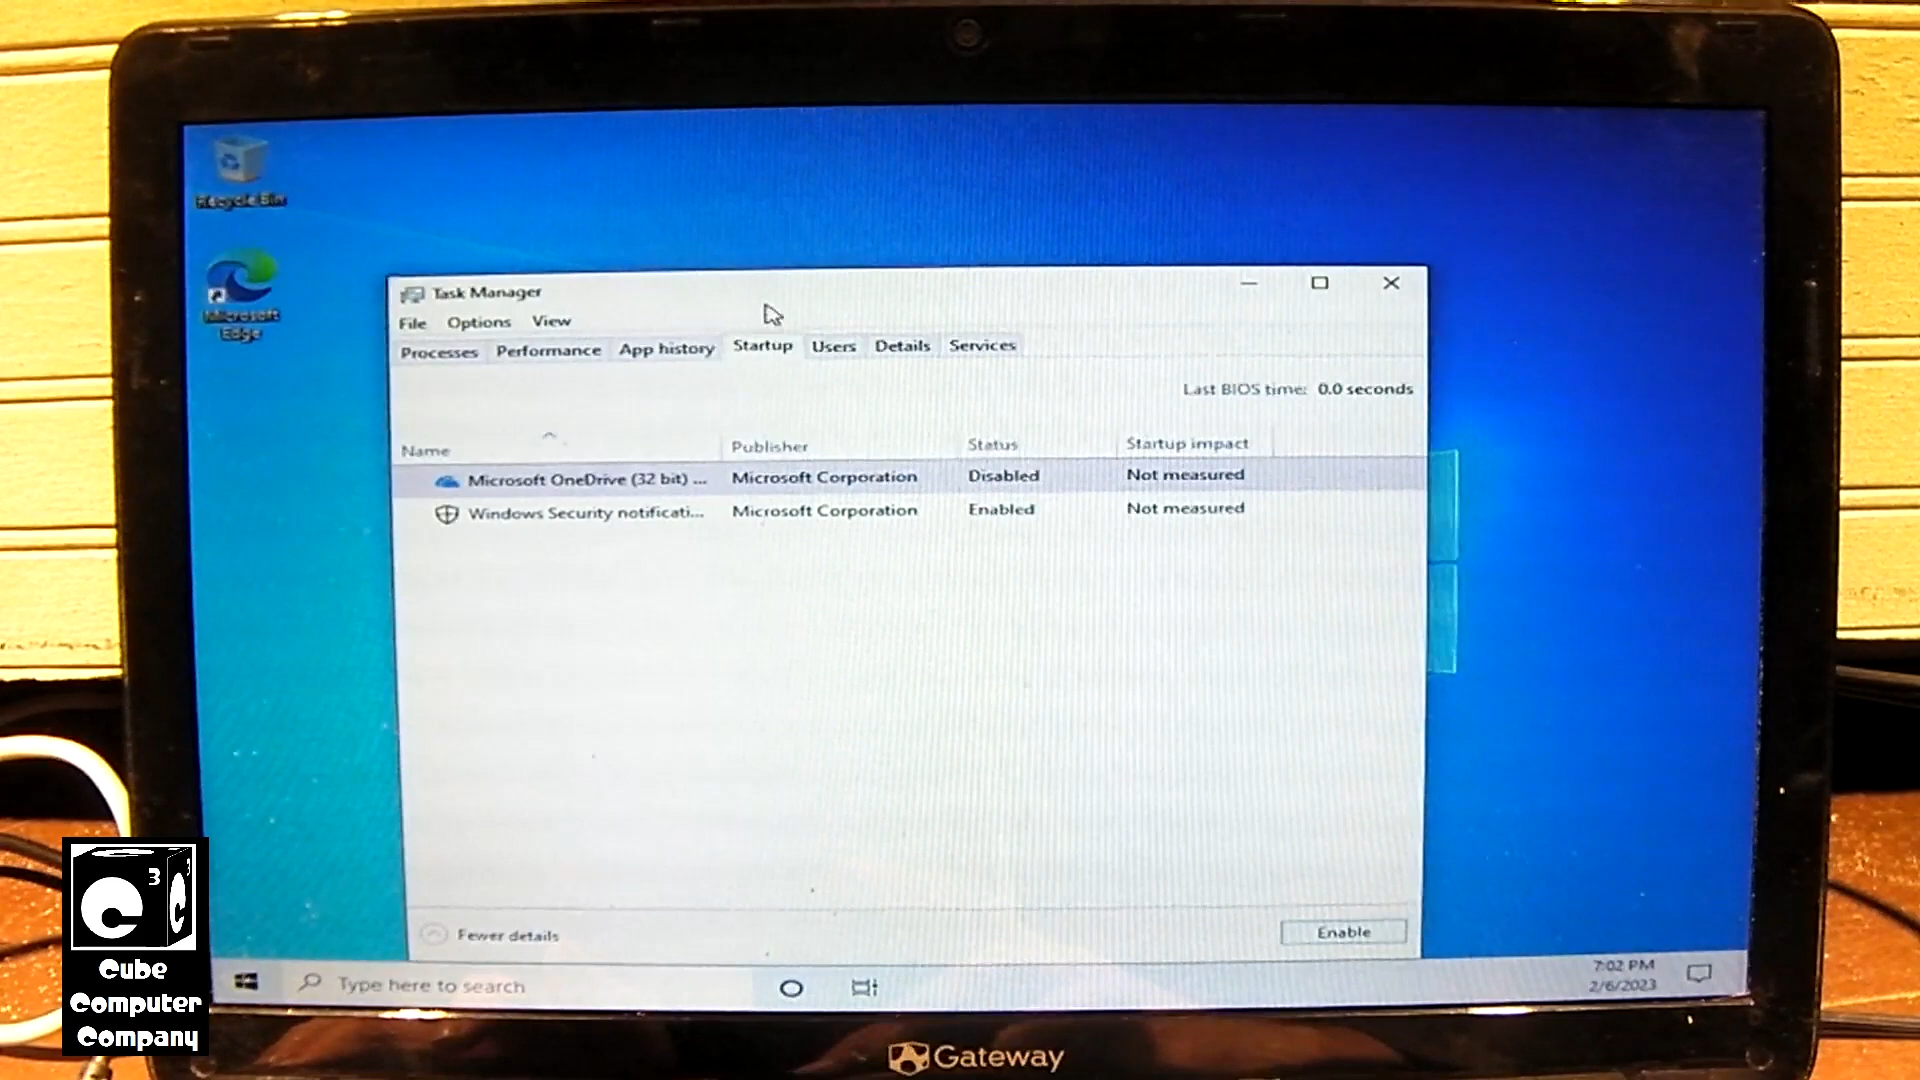 Recycle Bin
Microsoft
Edge
Task Manager
File Options View
Processes Performance App history Startup Users Details Services
Last BIOS time: 0.0 seconds
Name Publisher Status Startup impact
Microsoft OneDrive (32 bit) ... Microsoft Corporation Disabled Not measured
Windows Security notificati... Microsoft Corporation Enabled Not measured
Fewer details Enable
Type here to search
7:02 PM
2/6/2023
Gateway
C3 C3
Cube
Computer
Company